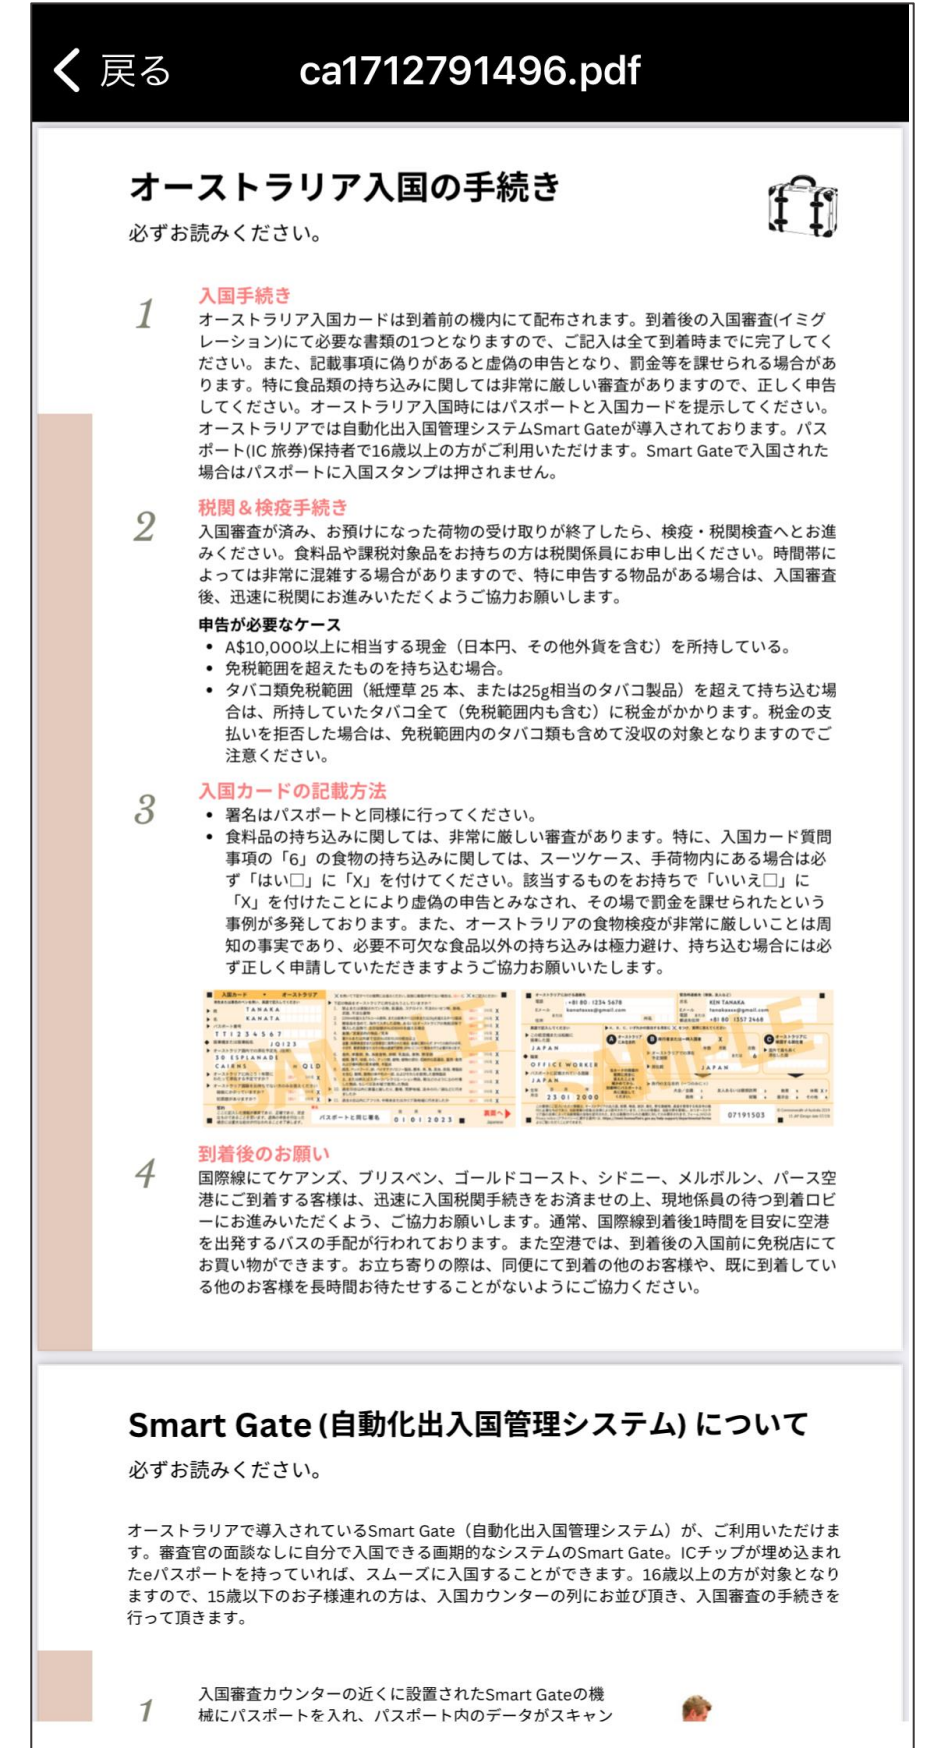 戻る
ca1712791496.pdf
オーストラリア入国の手続き
必ずお読みください。
1
入国手続き
オーストラリア入国カードは到着前の機内にて配布されます。到着後の入国審査(イミグ
レーション)にて必要な書類の1つとなりますので、ご記入は全て到着時までに完了してく
ださい。また、記載事項に偽りがあると虚偽の申告となり、罰金等を課せられる場合があ
ります。特に食品類の持ち込みに関しては非常に厳しい審査がありますので、正しく申告
してください。オーストラリア入国時にはパスポートと入国カードを提示してください。
オーストラリアでは自動化出入国管理システムSmart Gateが導入されております。パス
ポート(IC 旅券)保持者で16歳以上の方がご利用いただけます。Smart Gateで入国された
場合はパスポートに入国スタンプは押されません。
2
税関＆検疫手続き
入国審査が済み、お預けになった荷物の受け取りが終了したら、検疫・税関検査へとお進
みください。食料品や課税対象品をお持ちの方は税関係員にお申し出ください。時間帯に
よっては非常に混雑する場合がありますので、特に申告する物品がある場合は、入国審査
後、迅速に税関にお進みいただくようご協力お願いします。
申告が必要なケース
• A$10,000以上に相当する現金（日本円、その他外貨を含む）を所持している。
• 免税範囲を超えたものを持ち込む場合。
• タバコ類免税範囲（紙煙草 25 本、または25g相当のタバコ製品）を超えて持ち込む場
合は、所持していたタバコ全て（免税範囲内も含む）に税金がかかります。税金の支
払いを拒否した場合は、免税範囲内のタバコ類も含めて没収の対象となりますのでご
注意ください。
3
入国カードの記載方法
• 署名はパスポートと同様に行ってください。
• 食料品の持ち込みに関しては、非常に厳しい審査があります。特に、入国カード質問
事項の「6」の食物の持ち込みに関しては、スーツケース、手荷物内にある場合は必
ず「はい□」に「X」を付けてください。該当するものをお持ちで「いいえ□」に
「X」を付けたことにより虚偽の申告とみなされ、その場で罰金を課せられたという
事例が多発しております。また、オーストラリアの食物検疫が非常に厳しいことは周
知の事実であり、必要不可欠な食品以外の持ち込みは極力避け、持ち込む場合には必
ず正しく申請していただきますようご協力お願いいたします。
入国カード オーストラリア
TANAKA
KANATA
パスポート番号
TT1234567
JQ123
30 ESPLANADE
CAIRNS QLD
パスポートと同じ署名
01 01 2023
裏面へ
+81 80 1234 5678
KEN TANAKA
+81 80 1557 2468
JAPAN
A B C
OFFICE WORKER
JAPAN
JAPAN
23 01 2000
07191503
4
到着後のお願い
国際線にてケアンズ、ブリスベン、ゴールドコースト、シドニー、メルボルン、パース空
港にご到着する客様は、迅速に入国税関手続きをお済ませの上、現地係員の待つ到着ロビ
ーにお進みいただくよう、ご協力お願いします。通常、国際線到着後1時間を目安に空港
を出発するバスの手配が行われております。また空港では、到着後の入国前に免税店にて
お買い物ができます。お立ち寄りの際は、同便にて到着の他のお客様や、既に到着してい
る他のお客様を長時間お待たせすることがないようにご協力ください。
Smart Gate (自動化出入国管理システム) について
必ずお読みください。
オーストラリアで導入されているSmart Gate（自動化出入国管理システム）が、ご利用いただけま
す。審査官の面談なしに自分で入国できる画期的なシステムのSmart Gate。ICチップが埋め込まれ
たeパスポートを持っていれば、スムーズに入国することができます。16歳以上の方が対象となり
ますので、15歳以下のお子様連れの方は、入国カウンターの列にお並び頂き、入国審査の手続きを
行って頂きます。
1
入国審査カウンターの近くに設置されたSmart Gateの機
械にパスポートを入れ、パスポート内のデータがスキャン